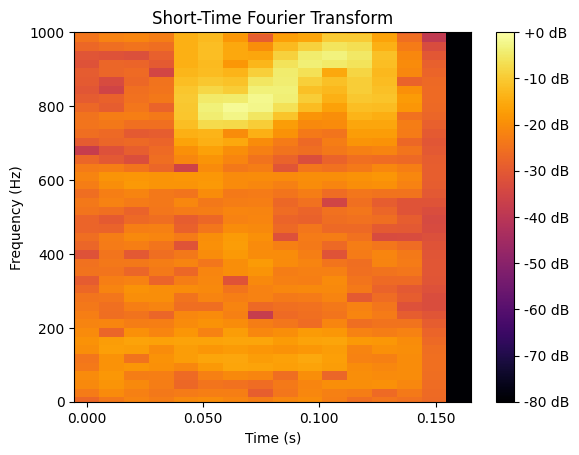 Short-Time Fourier Transform
1000
800
600
400
200
0
Frequency (Hz)
0.000
0.050
0.100
0.150
Time (s)
+0 dB
-10 dB
-20 dB
-30 dB
-40 dB
-50 dB
-60 dB
-70 dB
-80 dB